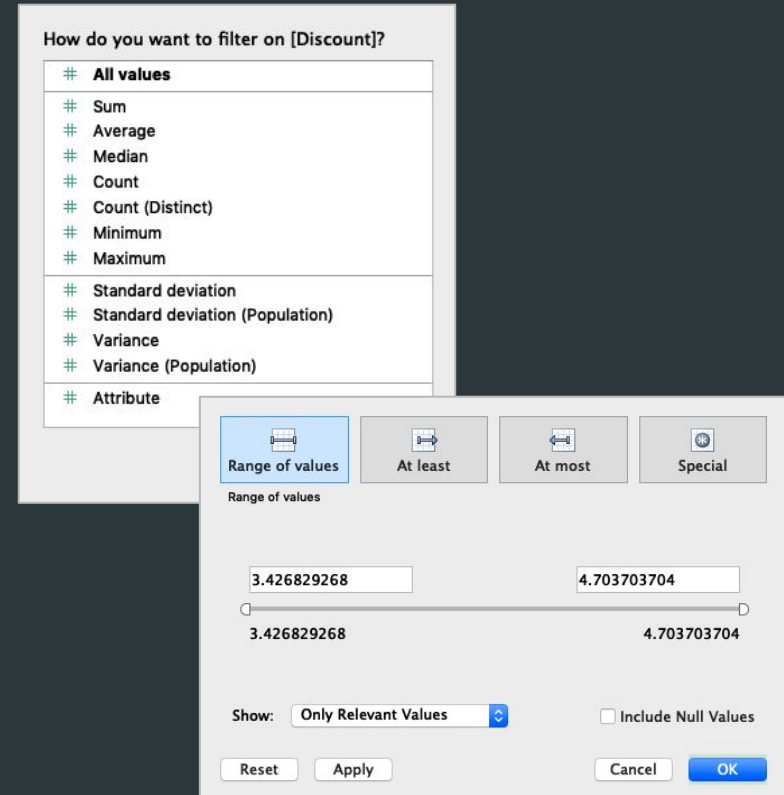 How do you want to filter on [Discount]?
# All values
# Sum
# Average
# Median
# Count
# Count (Distinct)
# Minimum
# Maximum
# Standard deviation
# Standard deviation (Population)
# Variance
# Variance (Population)
# Attribute
Range of values At least At most Special
Range of values
3.426829268 4.703703704
3.426829268 4.703703704
Show: Only Relevant Values Include Null Values
Reset Apply Cancel OK